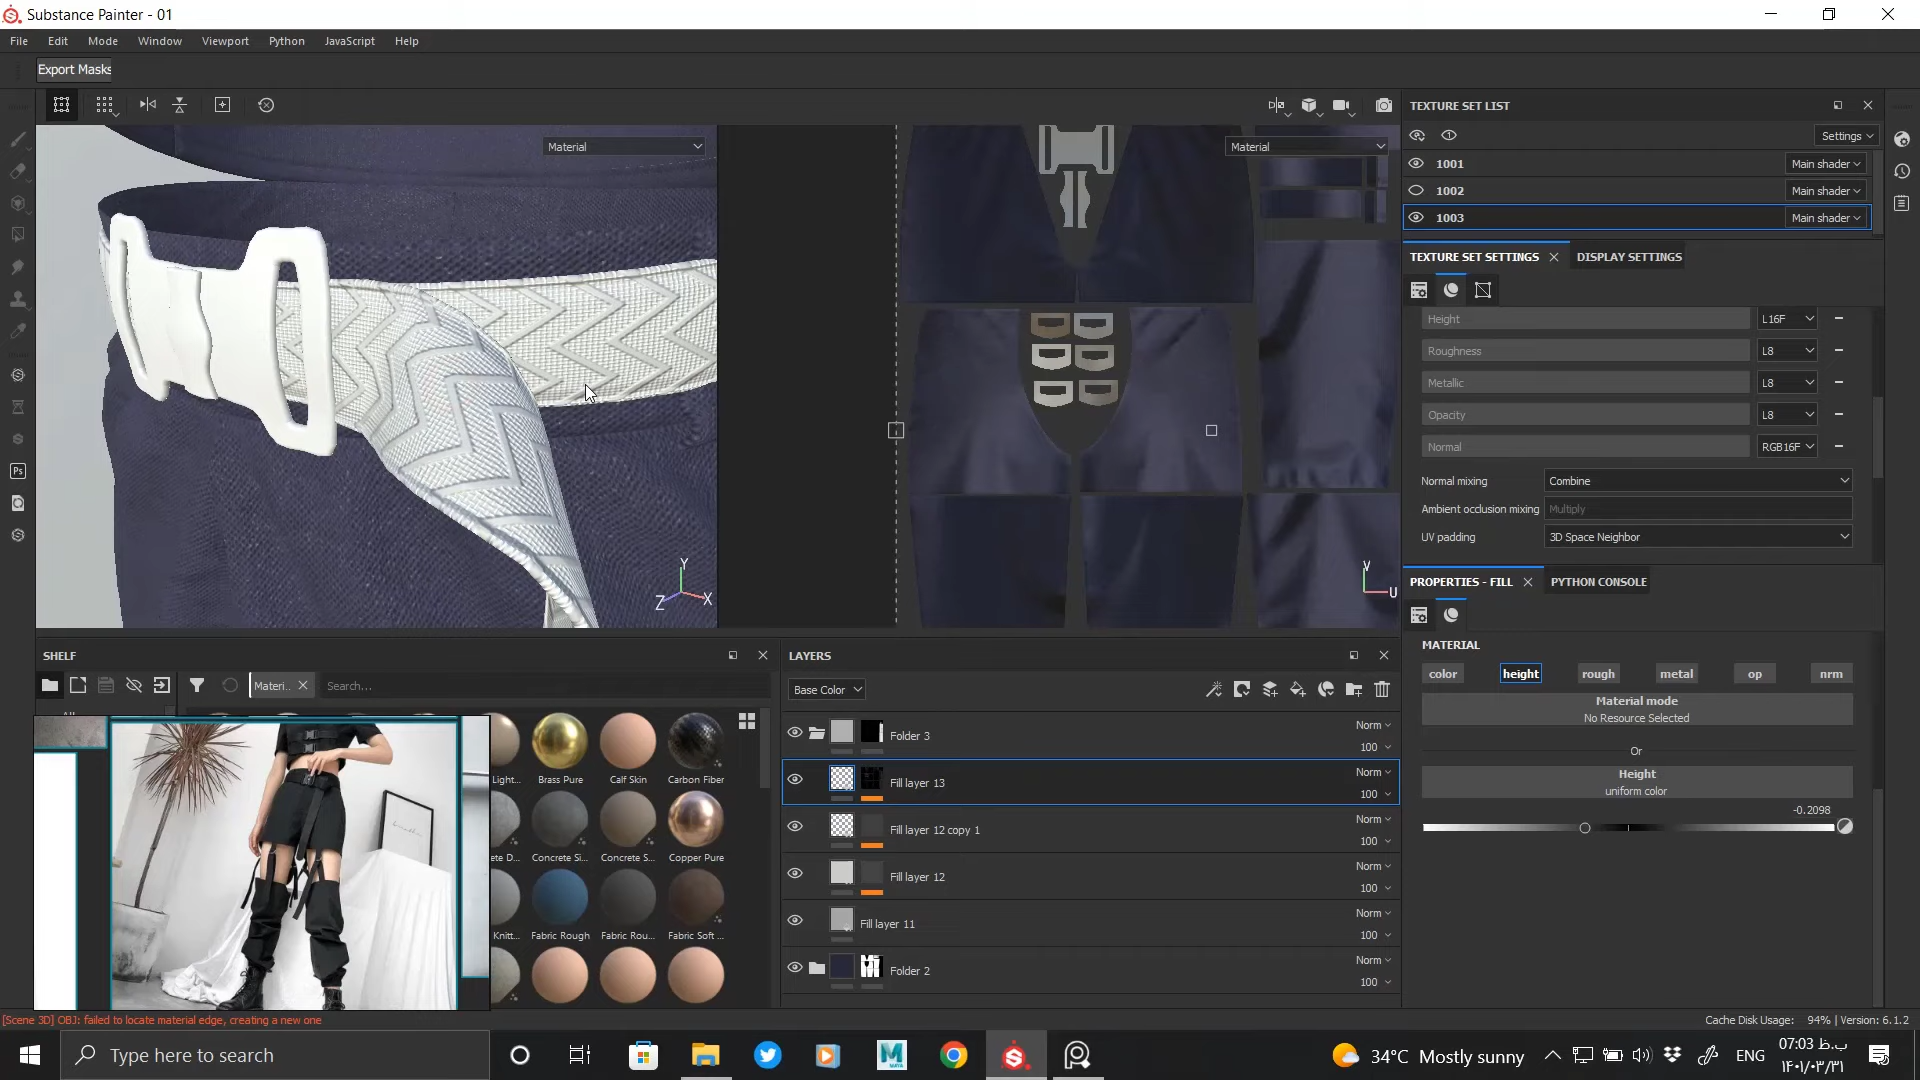 Substance Painter - 01
File Edit Mode Window Viewport Python JavaScript Help
Export Masks
Material
Material
Y
Z X
V
U
TEXTURE SET LIST
Settings
1001 Main shader
1002 Main shader
1003 Main shader
TEXTURE SET SETTINGS DISPLAY SETTINGS
Height L16F
Roughness L8
Metallic L8
Opacity L8
Normal RGB16F
Normal mixing Combine
Ambient occlusion mixing Multiply
UV padding 3D Space Neighbor
PROPERTIES - FILL PYTHON CONSOLE
MATERIAL
color height rough metal op nrm
Material mode
No Resource Selected
Or
Height
uniform color
-0.2098
Ps
SHELF
Materi.. Search...
All
Light... Brass Pure Calf Skin Carbon Fiber
ete D... Concrete Si... Concrete S... Copper Pure
Knitt... Fabric Rough Fabric Rou... Fabric Soft ...
LAYERS
Base Color
Folder 3 Norm 100
Fill layer 13 Norm 100
Fill layer 12 copy 1 Norm 100
Fill layer 12 Norm 100
Fill layer 11 Norm 100
Folder 2 Norm 100
[Scene 3D] OBJ: failed to locate material edge, creating a new one
Cache Disk Usage: 94% | Version: 6.1.2
Type here to search
34°C Mostly sunny
ENG
07:03 ب.ظ
۱۴۰۱/۰۳/۳۱